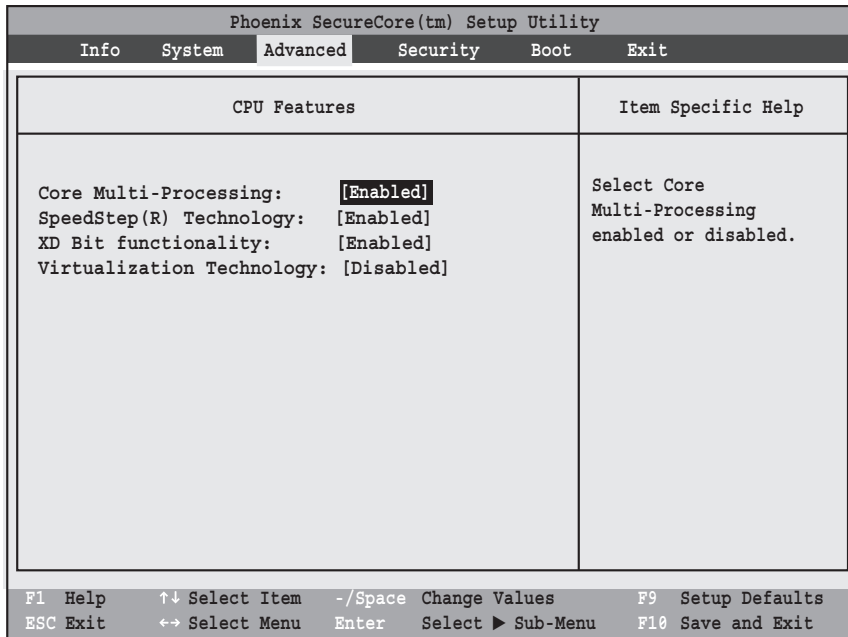 Phoenix SecureCore(tm) Setup Utility
Info System Advanced Security Boot Exit
CPU Features
Item Specific Help
Core Multi-Processing: [Enabled]
SpeedStep(R) Technology: [Enabled]
XD Bit functionality: [Enabled]
Virtualization Technology: [Disabled]
Select Core
Multi-Processing
enabled or disabled.
F1 Help ↑↓ Select Item -/Space Change Values F9 Setup Defaults
ESC Exit ←→ Select Menu Enter Select ▶ Sub-Menu F10 Save and Exit